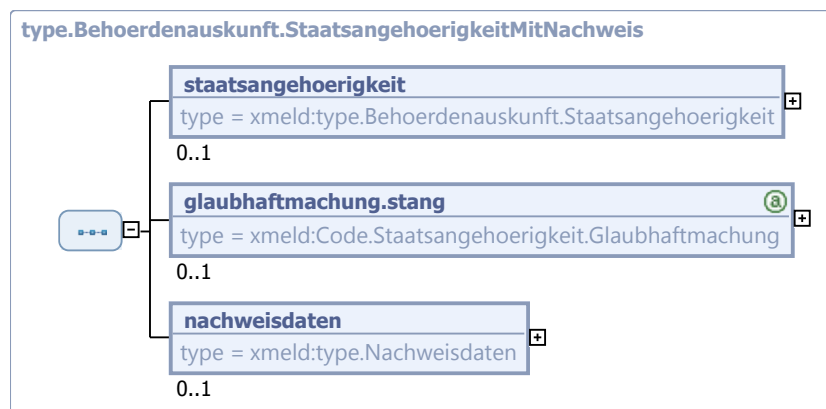 type.Behoerdenauskunft.StaatsangehoerigkeitMitNachweis
staatsangehoerigkeit
type = xmeld:type.Behoerdenauskunft.Staatsangehoerigkeit
0..1
glaubhaftmachung.stang
a
type = xmeld:Code.Staatsangehoerigkeit.Glaubhaftmachung
0..1
nachweisdaten
type = xmeld:type.Nachweisdaten
0..1